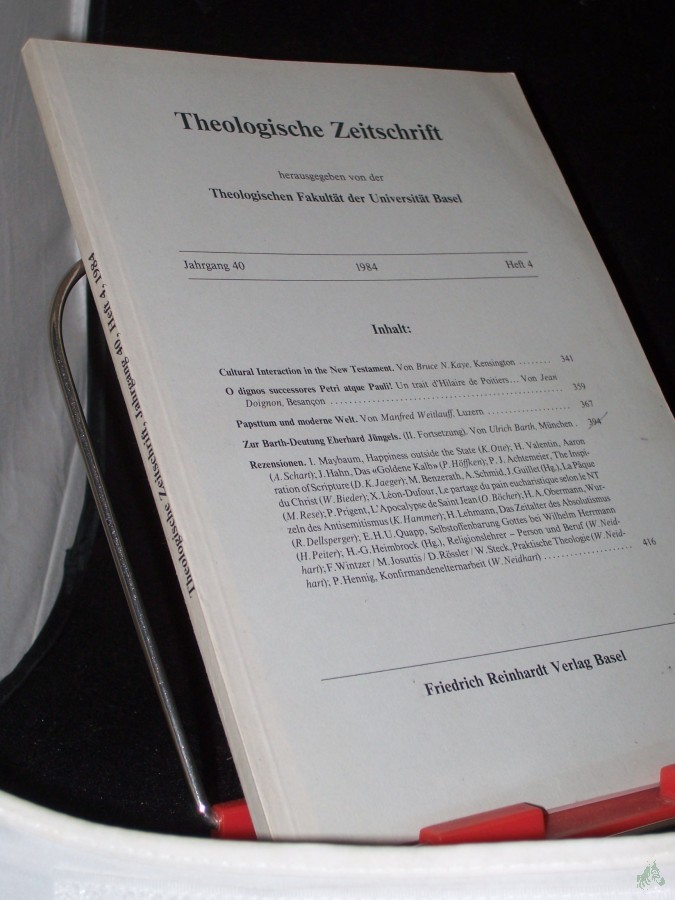 Theologische Zeitschrift
herausgegeben von der
Theologischen Fakultät der Universität Basel
Jahrgang 40 1984 Heft 4
Inhalt:
Cultural Interaction in the New Testament. Von Bruce N. Kaye, Kensington ........ 341
O dignos successores Petri atque Pauli! Un trait d'Hilaire de Poitiers... Von Jean
Doignon, Besançon ........ 359
Papsttum und moderne Welt. Von Manfred Weitlauff, Luzern ........ 367
Zur Barth-Deutung Eberhard Jüngels. (II. Fortsetzung). Von Ulrich Barth, München . 394
Rezensionen. I. Maybaum, Happiness outside the State (K. Otte); H. Valentin, Aaron
(A. Schart); J. Hahn, Das «Goldene Kalb» (P. Höffken); P. J. Achtemeier, The Inspi-
ration of Scripture (D. K. Jaeger); M. Benzerath, A. Schmid, J. Guillet (Hg.), La Pâque
du Christ (W. Bieder); X. Léon-Dufour, Le partage du pain eucharistique selon le NT
(M. Rese); P. Prigent, L'Apocalypse de Saint Jean (O. Böcher); H. A. Obermann, Wur-
zeln des Antisemitismus (K. Hammer); H. Lehmann, Das Zeitalter des Absolutismus
(R. Dellsperger); E. H. U. Quapp, Selbstoffenbarung Gottes bei Wilhelm Herrmann
(H. Peiter); H.-G. Heimbrock (Hg.), Religionslehrer – Person und Beruf (W. Neid-
hart); F. Wintzer / M. Josuttis / D. Rössler / W. Steck, Praktische Theologie (W. Neid-
hart); P. Hennig, Konfirmandenelternarbeit (W. Neidhart) ........ 416
Friedrich Reinhardt Verlag Basel
Theologische Zeitschrift, Jahrgang 40, Heft 4, 1984